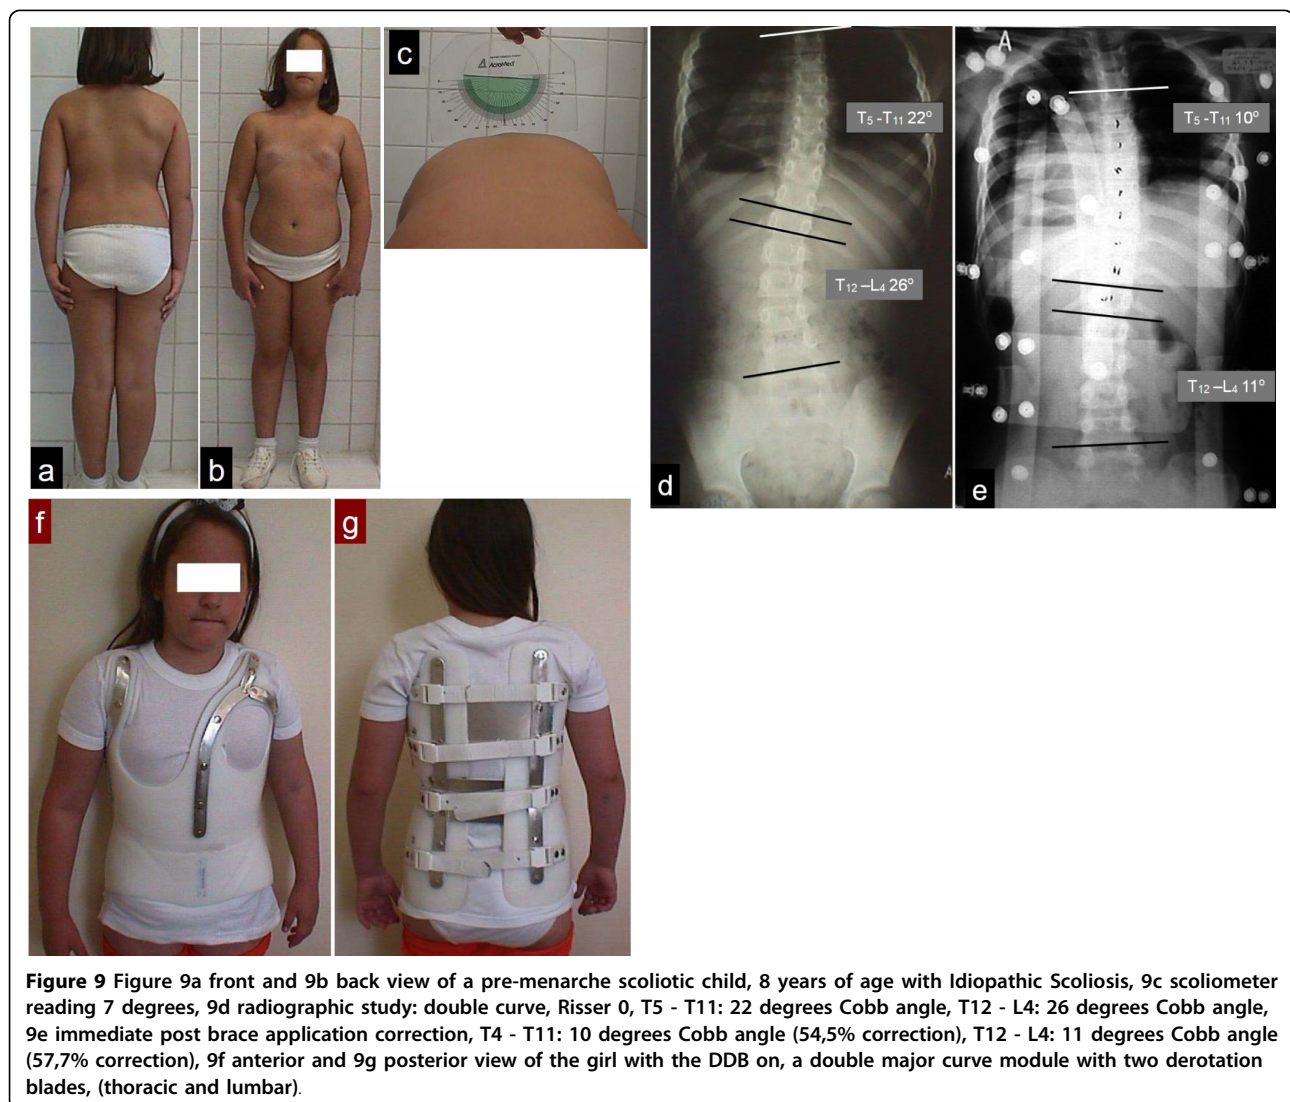 a
b
c
AcroMed
d
T5 -T11 22º
T12 –L4 26º
A
e
A
T5 -T11 10º
T12 –L4 11º
f
g
Figure 9 Figure 9a front and 9b back view of a pre-menarche scoliotic child, 8 years of age with Idiopathic Scoliosis, 9c scoliometer
reading 7 degrees, 9d radiographic study: double curve, Risser 0, T5 - T11: 22 degrees Cobb angle, T12 - L4: 26 degrees Cobb angle,
9e immediate post brace application correction, T4 - T11: 10 degrees Cobb angle (54,5% correction), T12 - L4: 11 degrees Cobb angle
(57,7% correction), 9f anterior and 9g posterior view of the girl with the DDB on, a double major curve module with two derotation
blades, (thoracic and lumbar).